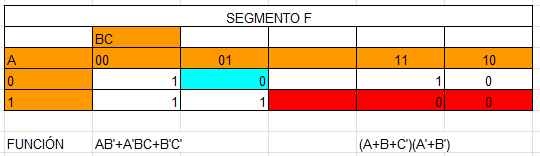 SEGMENTO F
BC
A 00 01 11 10
0 1 0 1 0
1 1 1 0 0
FUNCIÓN AB'+A'BC+B'C' (A+B+C')(A'+B')